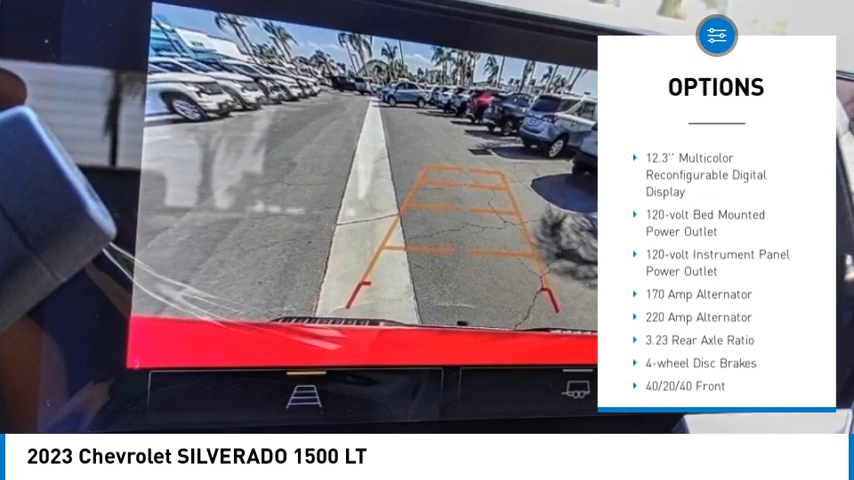 OPTIONS
12.3'' Multicolor
Reconfigurable Digital
Display
120-volt Bed Mounted
Power Outlet
120-volt Instrument Panel
Power Outlet
170 Amp Alternator
220 Amp Alternator
3.23 Rear Axle Ratio
4-wheel Disc Brakes
40/20/40 Front
2023 Chevrolet SILVERADO 1500 LT